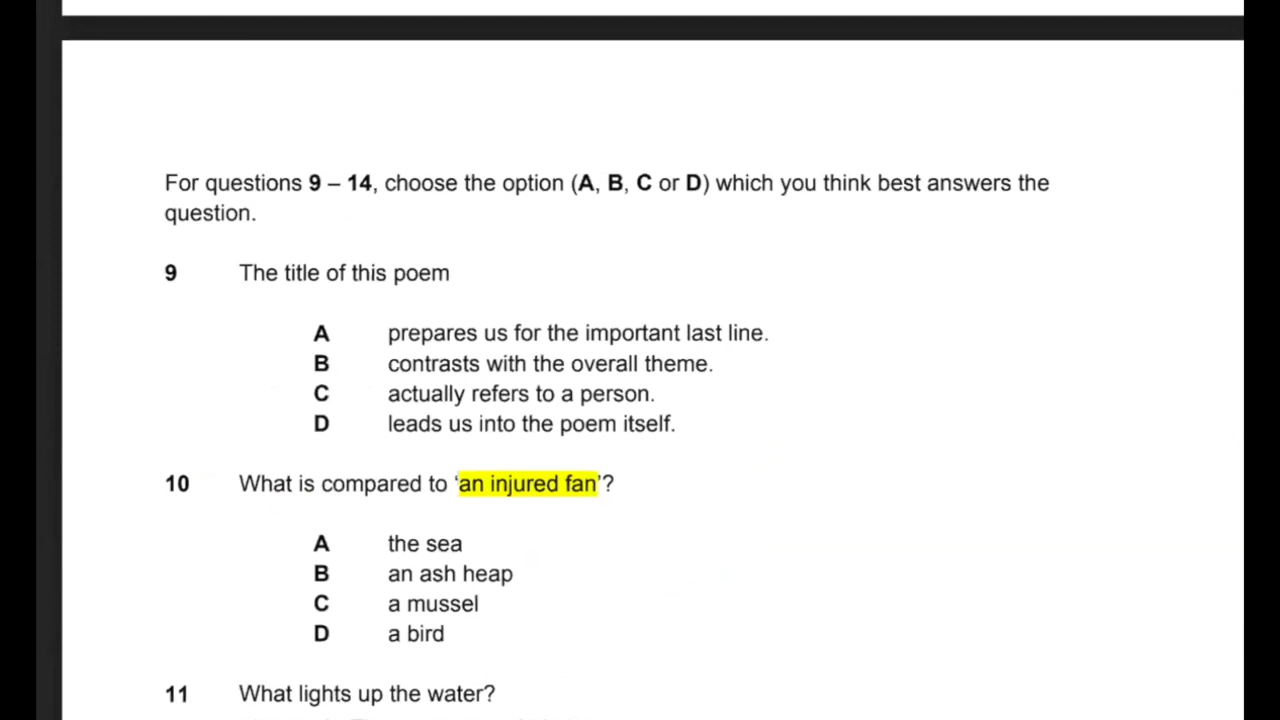 For questions 9 – 14, choose the option (A, B, C or D) which you think best answers the
question.
9 The title of this poem
A prepares us for the important last line.
B contrasts with the overall theme.
C actually refers to a person.
D leads us into the poem itself.
10 What is compared to ‘an injured fan’?
A the sea
B an ash heap
C a mussel
D a bird
11 What lights up the water?